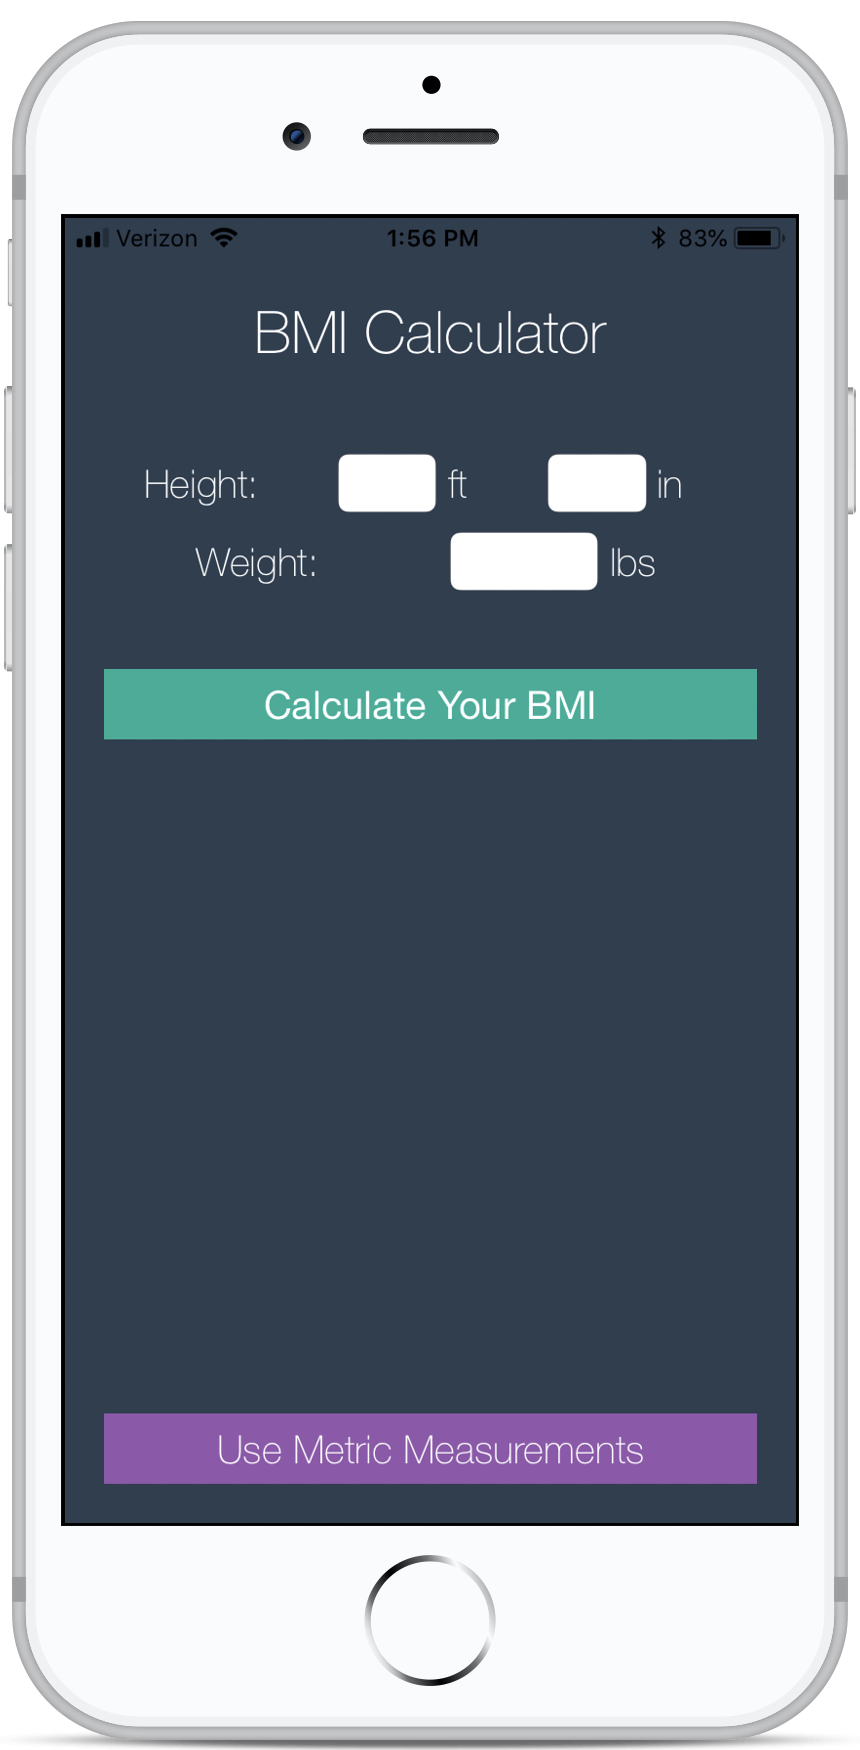 Verizon 1:56 PM 83%
BMI Calculator
Height: ft in
Weight: lbs
Calculate Your BMI
Use Metric Measurements